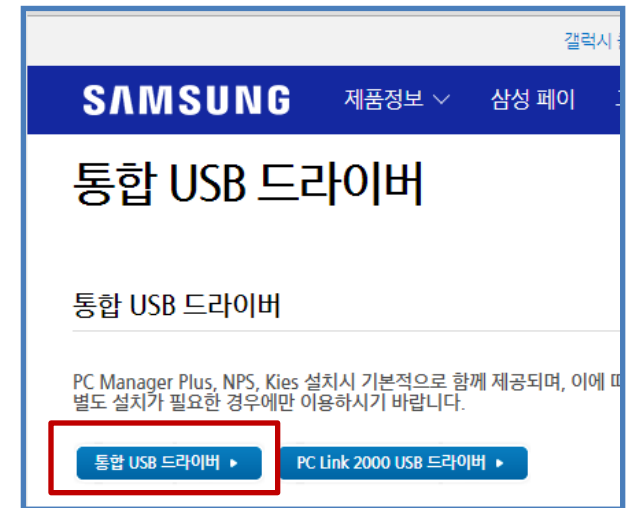 갤럭시
SAMSUNG 제품정보 삼성 페이
통합 USB 드라이버
통합 USB 드라이버
PC Manager Plus, NPS, Kies 설치시 기본적으로 함께 제공되며, 이에
별도 설치가 필요한 경우에만 이용하시기 바랍니다.
통합 USB 드라이버 ▸ PC Link 2000 USB 드라이버 ▸